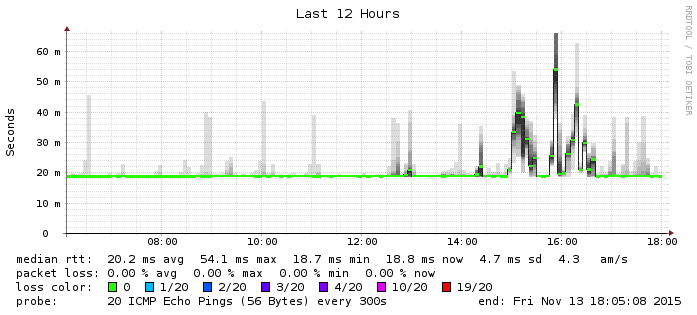 Last 12 Hours
RRDTOOL / TOBI OETIKER
Seconds
60 m
50 m
40 m
30 m
20 m
10 m
0
08:00 10:00 12:00 14:00 16:00 18:00
median rtt: 20.2 ms avg 54.1 ms max 18.7 ms min 18.8 ms now 4.7 ms sd 4.3 am/s
packet loss: 0.00 % avg 0.00 % max 0.00 % min 0.00 % now
loss color: 0 1/20 2/20 3/20 4/20 10/20 19/20
probe: 20 ICMP Echo Pings (56 Bytes) every 300s end: Fri Nov 13 18:05:08 2015